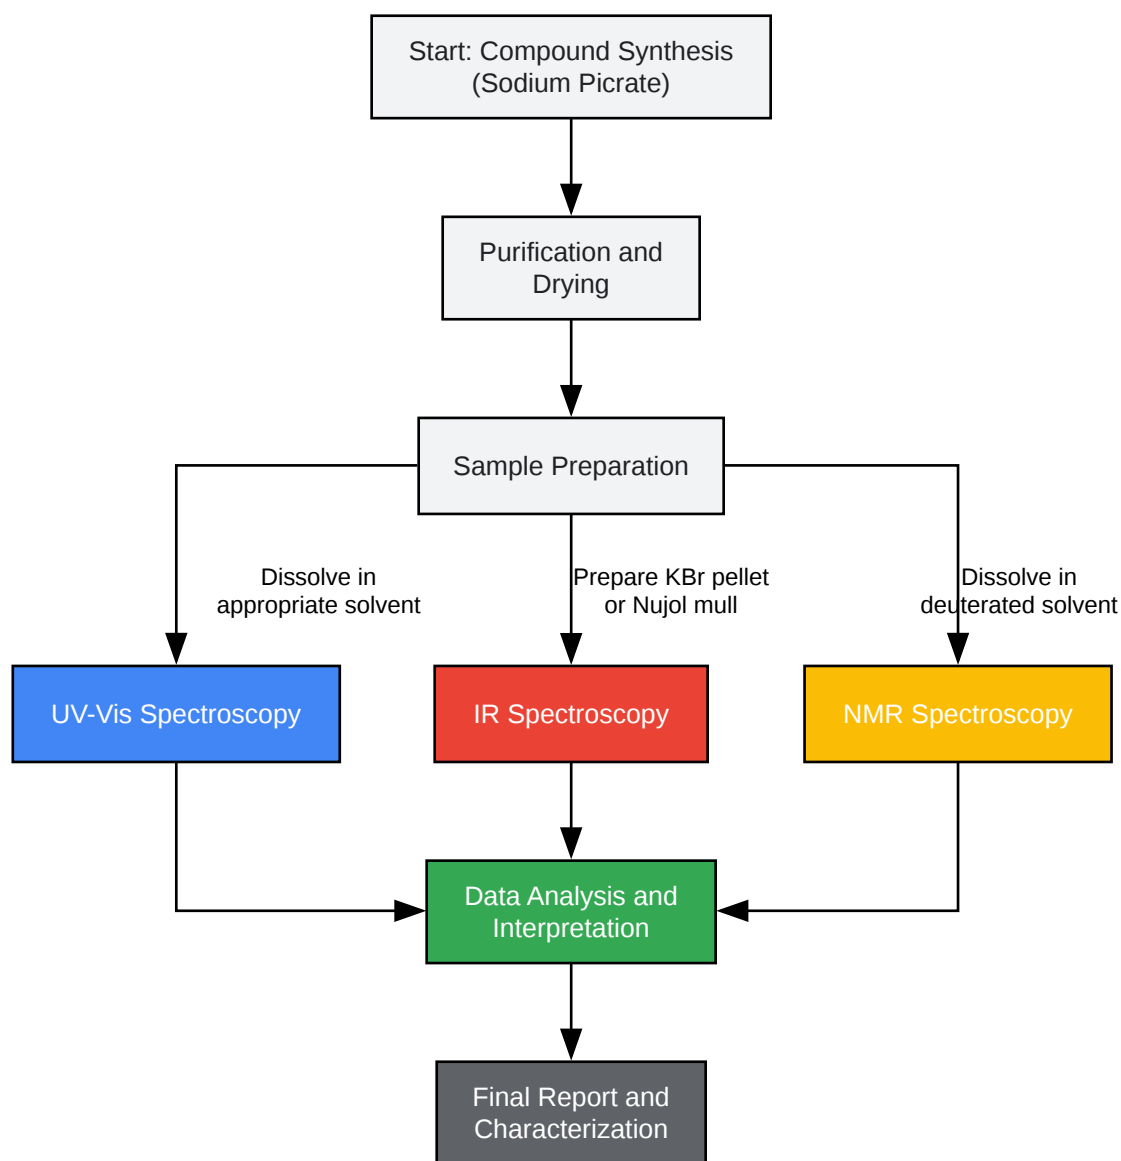 Start: Compound Synthesis
(Sodium Picrate)
Purification and
Drying
Sample Preparation
Dissolve in
appropriate solvent
Prepare KBr pellet
or Nujol mull
Dissolve in
deuterated solvent
UV-Vis Spectroscopy
IR Spectroscopy
NMR Spectroscopy
Data Analysis and
Interpretation
Final Report and
Characterization